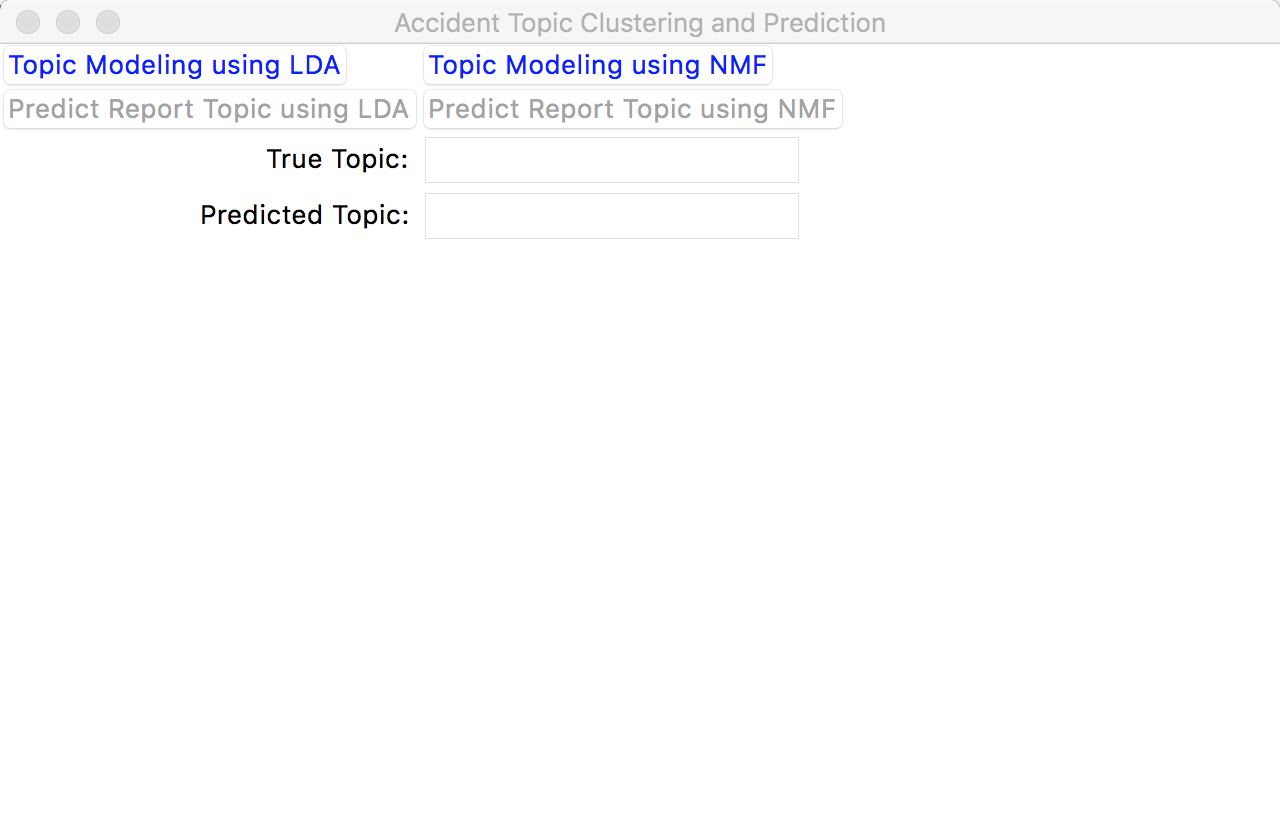 Accident Topic Clustering and Prediction
Topic Modeling using LDA Topic Modeling using NMF
Predict Report Topic using LDA Predict Report Topic using NMF
True Topic:
Predicted Topic: